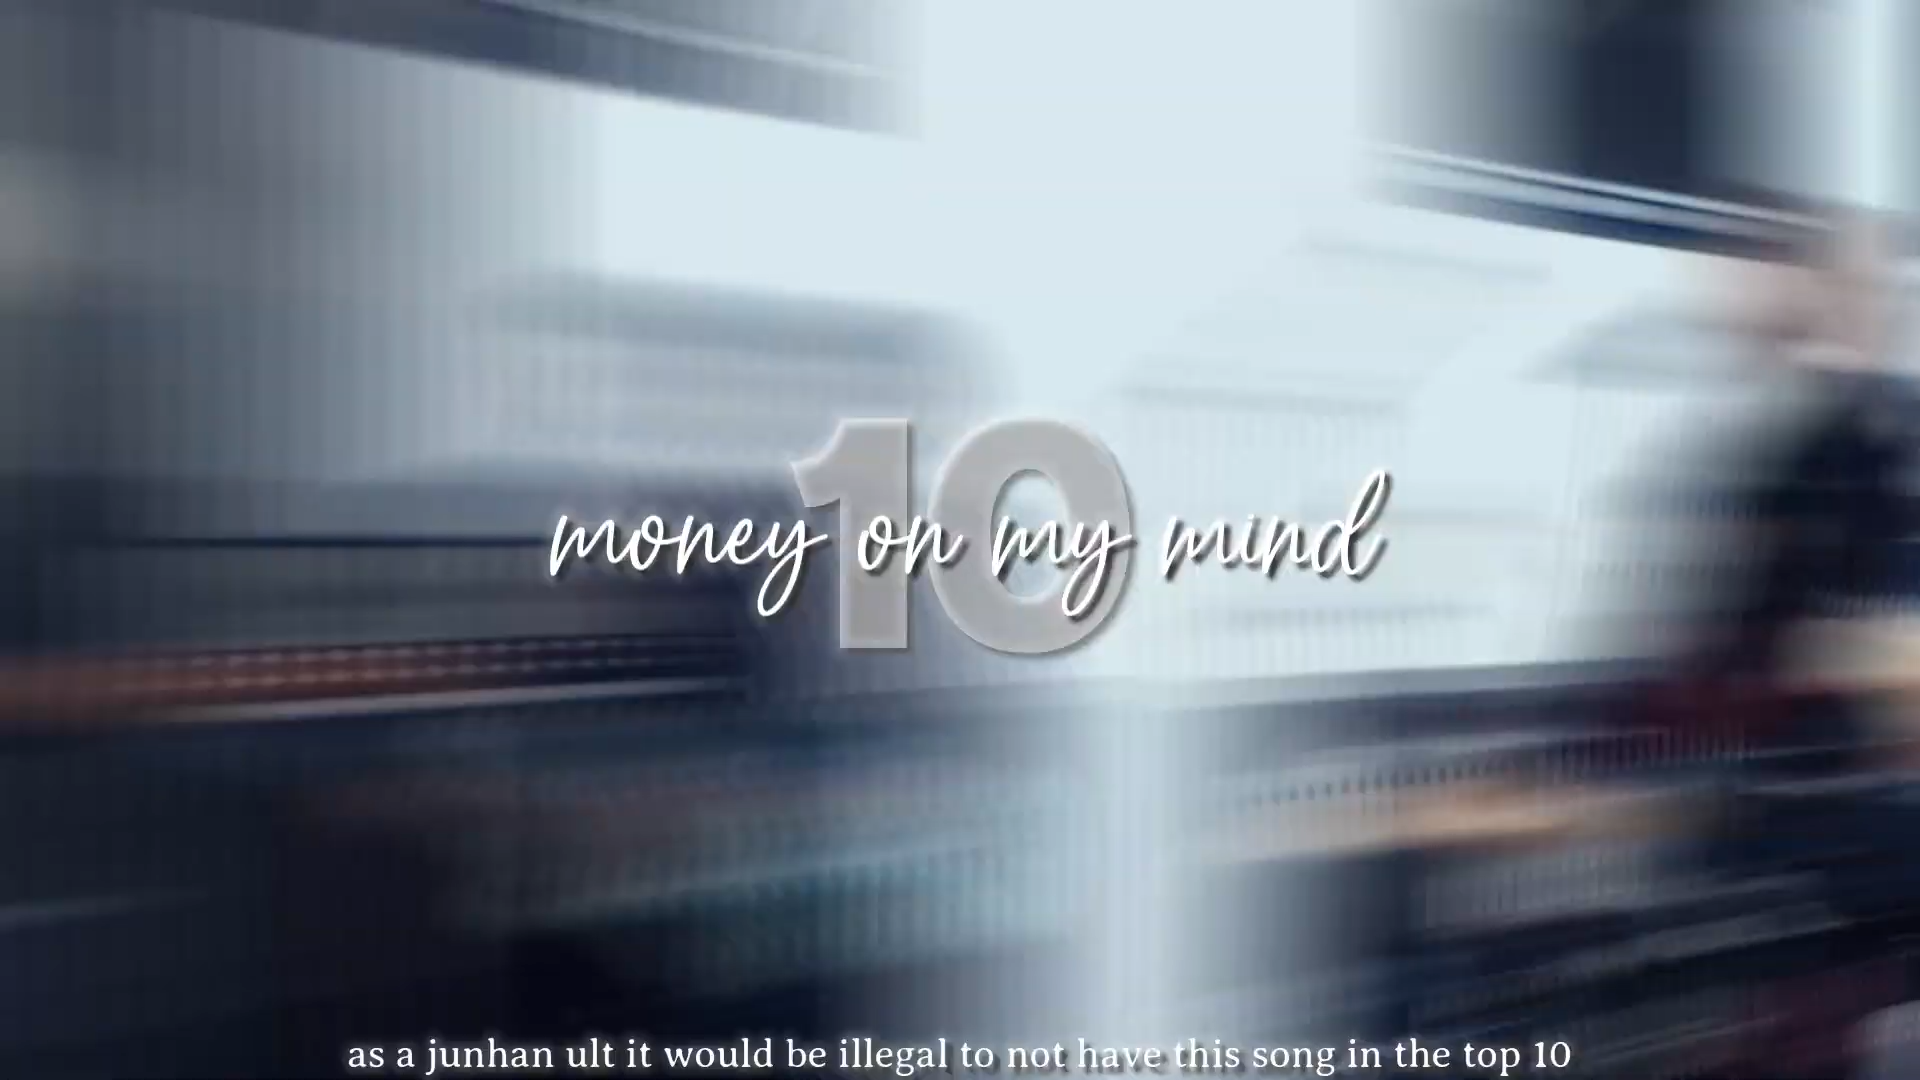 10
money on my mind
as a junhan ult it would be illegal to not have this song in the top 10